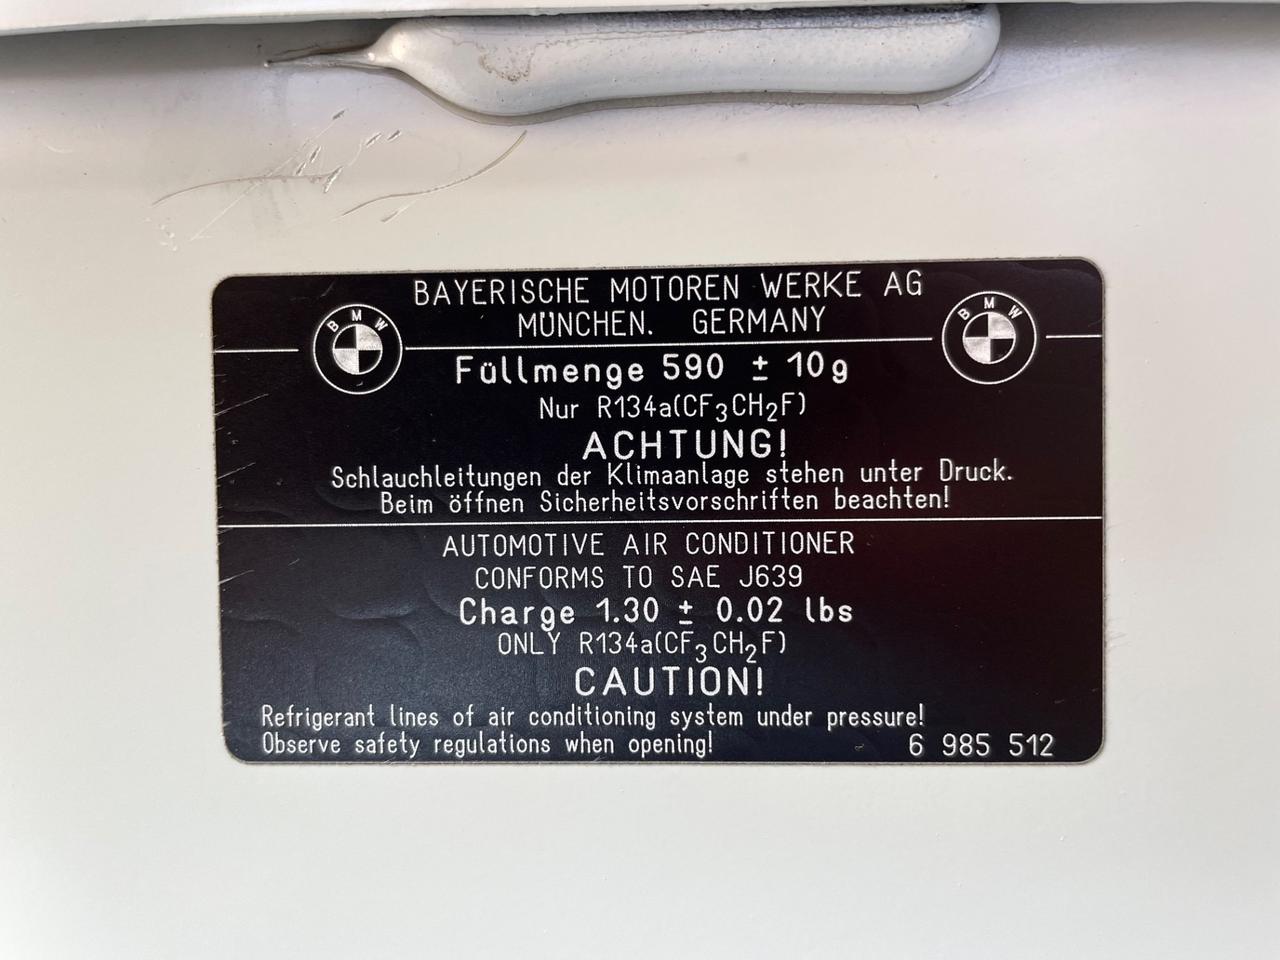 BAYERISCHE MOTOREN WERKE AG
MÜNCHEN. GERMANY
BMW
BMW
Füllmenge 590 ± 10g
Nur R134a(CF₃CH₂F)
ACHTUNG!
Schlauchleitungen der Klimaanlage stehen unter Druck.
Beim öffnen Sicherheitsvorschriften beachten!
AUTOMOTIVE AIR CONDITIONER
CONFORMS TO SAE J639
Charge 1.30 ± 0.02 lbs
ONLY R134a(CF₃CH₂F)
CAUTION!
Refrigerant lines of air conditioning system under pressure!
Observe safety regulations when opening!
6 985 512